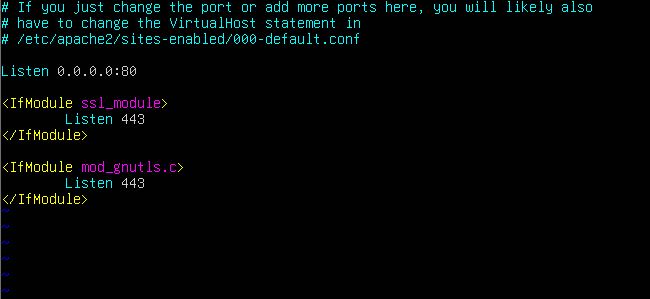 # If you just change the port or add more ports here, you will likely also
# have to change the VirtualHost statement in
# /etc/apache2/sites-enabled/000-default.conf
Listen 0.0.0.0:80
<IfModule ssl_module>
Listen 443
</IfModule>
<IfModule mod_gnutls.c>
Listen 443
</IfModule>
~
~
~
~
~
~